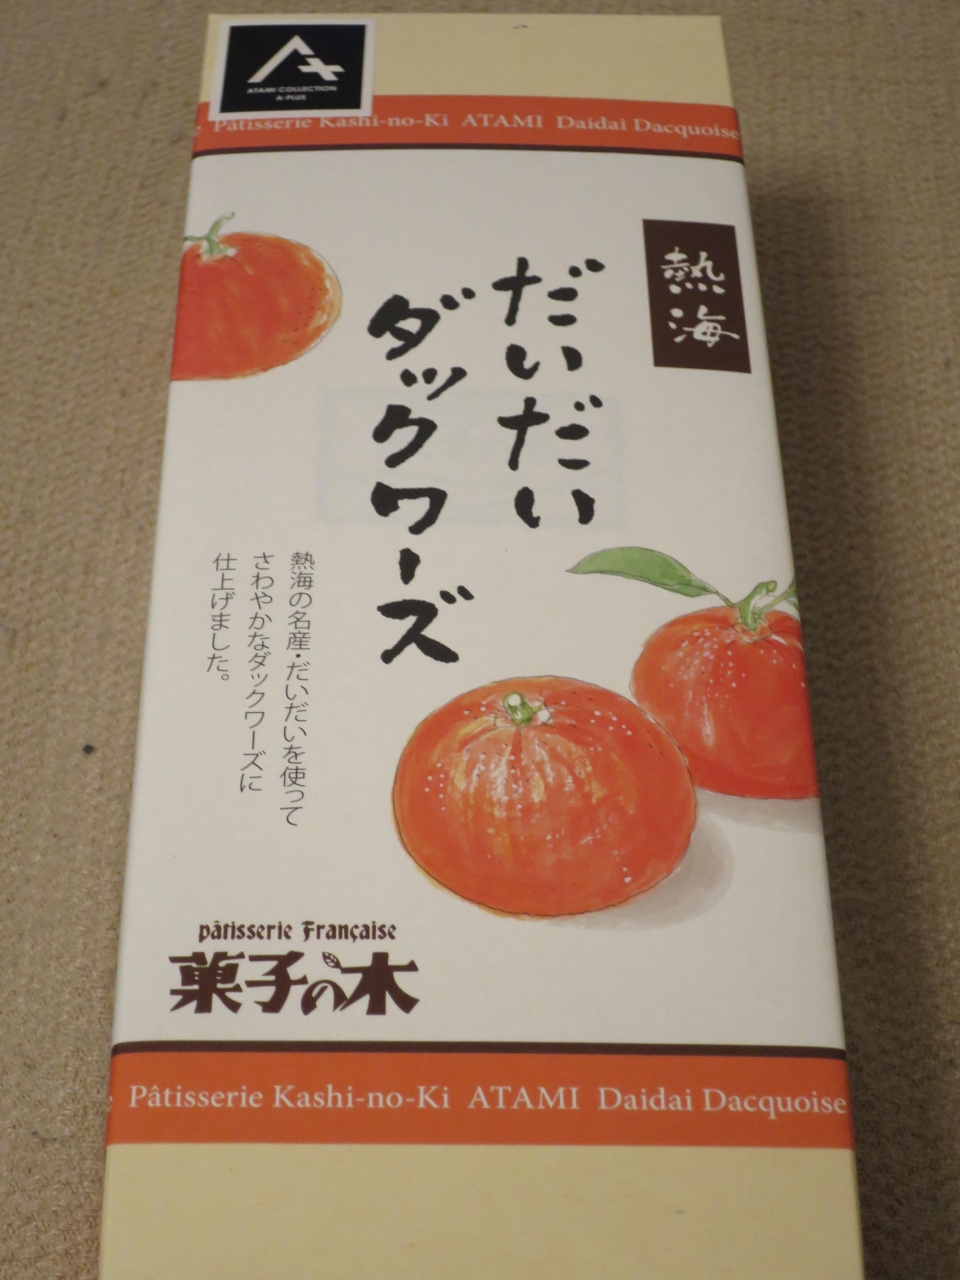 ATAMI COLLECTION
A-PLUS
Pâtisserie Kashi-no-Ki ATAMI Daidai Dacquoise
熱海
だいだい
ダックワーズ
熱海の名産・だいだいを使って
さわやかなダックワーズに
仕上げました。
pâtisserie Française
菓子の木
Pâtisserie Kashi-no-Ki ATAMI Daidai Dacquoise